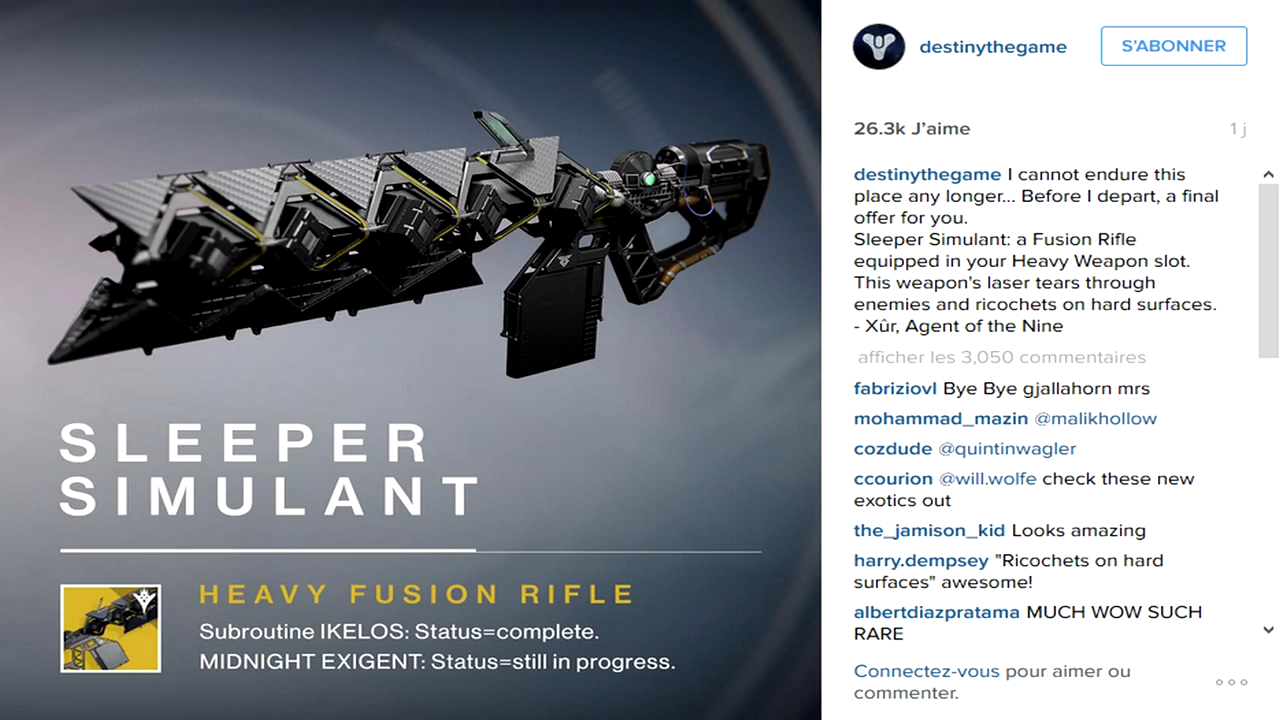 SLEEPER
SIMULANT
HEAVY FUSION RIFLE
Subroutine IKELOS: Status=complete.
MIDNIGHT EXIGENT: Status=still in progress.
destinythegame
S'ABONNER
26.3k J'aime
1 j
destinythegame I cannot endure this
place any longer... Before I depart, a final
offer for you.
Sleeper Simulant: a Fusion Rifle
equipped in your Heavy Weapon slot.
This weapon's laser tears through
enemies and ricochets on hard surfaces.
- Xûr, Agent of the Nine
afficher les 3,050 commentaires
fabriziovl Bye Bye gjallahorn mrs
mohammad_mazin @malikhollow
cozdude @quintinwagler
ccourion @will.wolfe check these new
exotics out
the_jamison_kid Looks amazing
harry.dempsey "Ricochets on hard
surfaces" awesome!
albertdiazpratama MUCH WOW SUCH
RARE
Connectez-vous pour aimer ou
commenter.